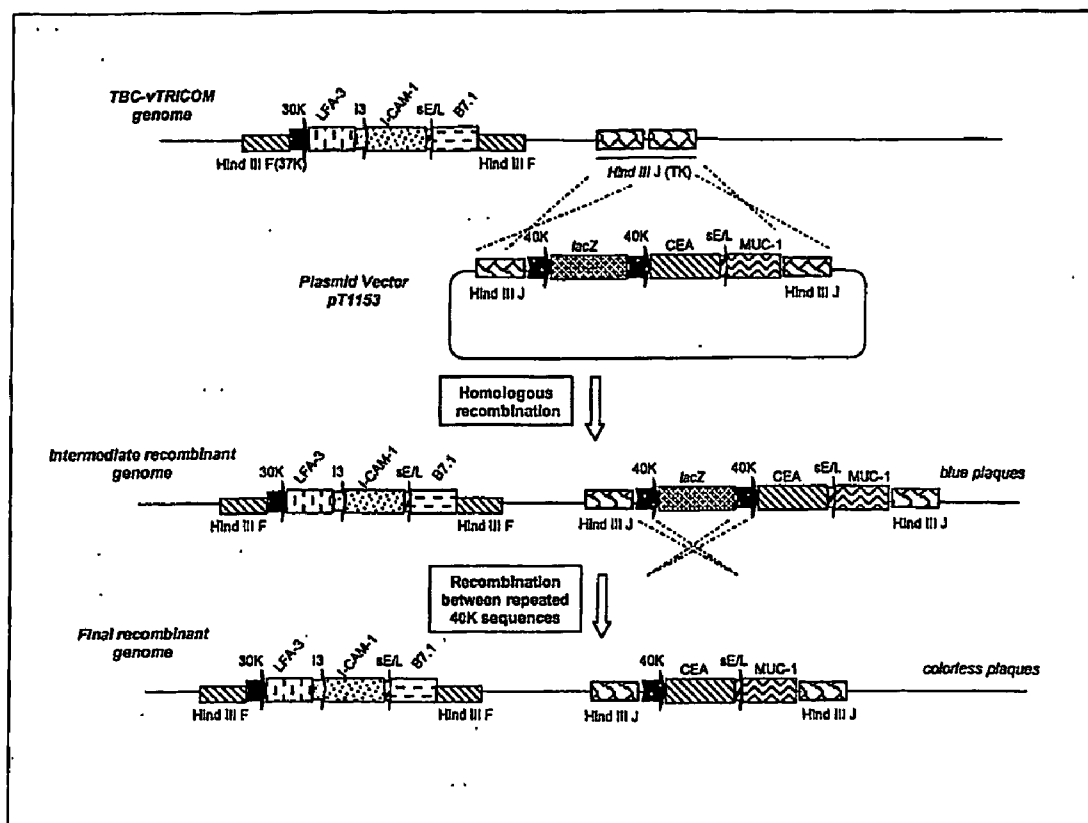 TBC-vTRICOM
genome
30K LFA-3 I3 I-CAM-1 sE/L B7.1
Hind III F(37K) Hind III F
Hind III J (TK)
Plasmid Vector
pT1153
40K lacZ 40K CEA sE/L MUC-1
Hind III J Hind III J
Homologous
recombination
Intermediate recombinant
genome
30K LFA-3 I3 I-CAM-1 sE/L B7.1
40K lacZ 40K CEA sE/L MUC-1
blue plaques
Hind III F Hind III F Hind III J Hind III J
Recombination
between repeated
40K sequences
Final recombinant
genome
30K LFA-3 I3 I-CAM-1 sE/L B7.1
40K CEA sE/L MUC-1
colorless plaques
Hind III F Hind III F Hind III J Hind III J